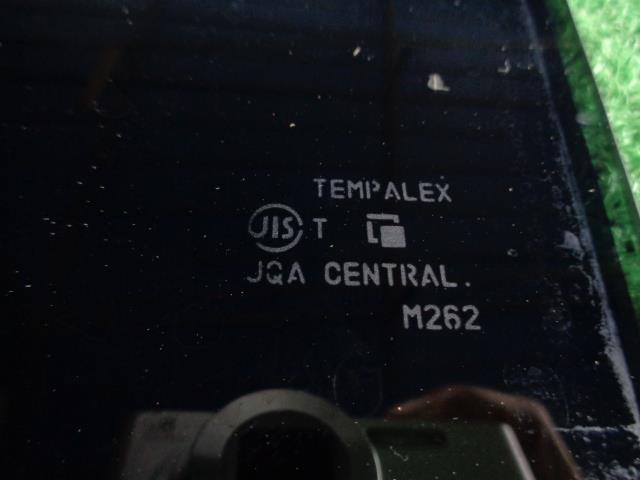 TEMPALEX
JIS T
JQA CENTRAL.
M262